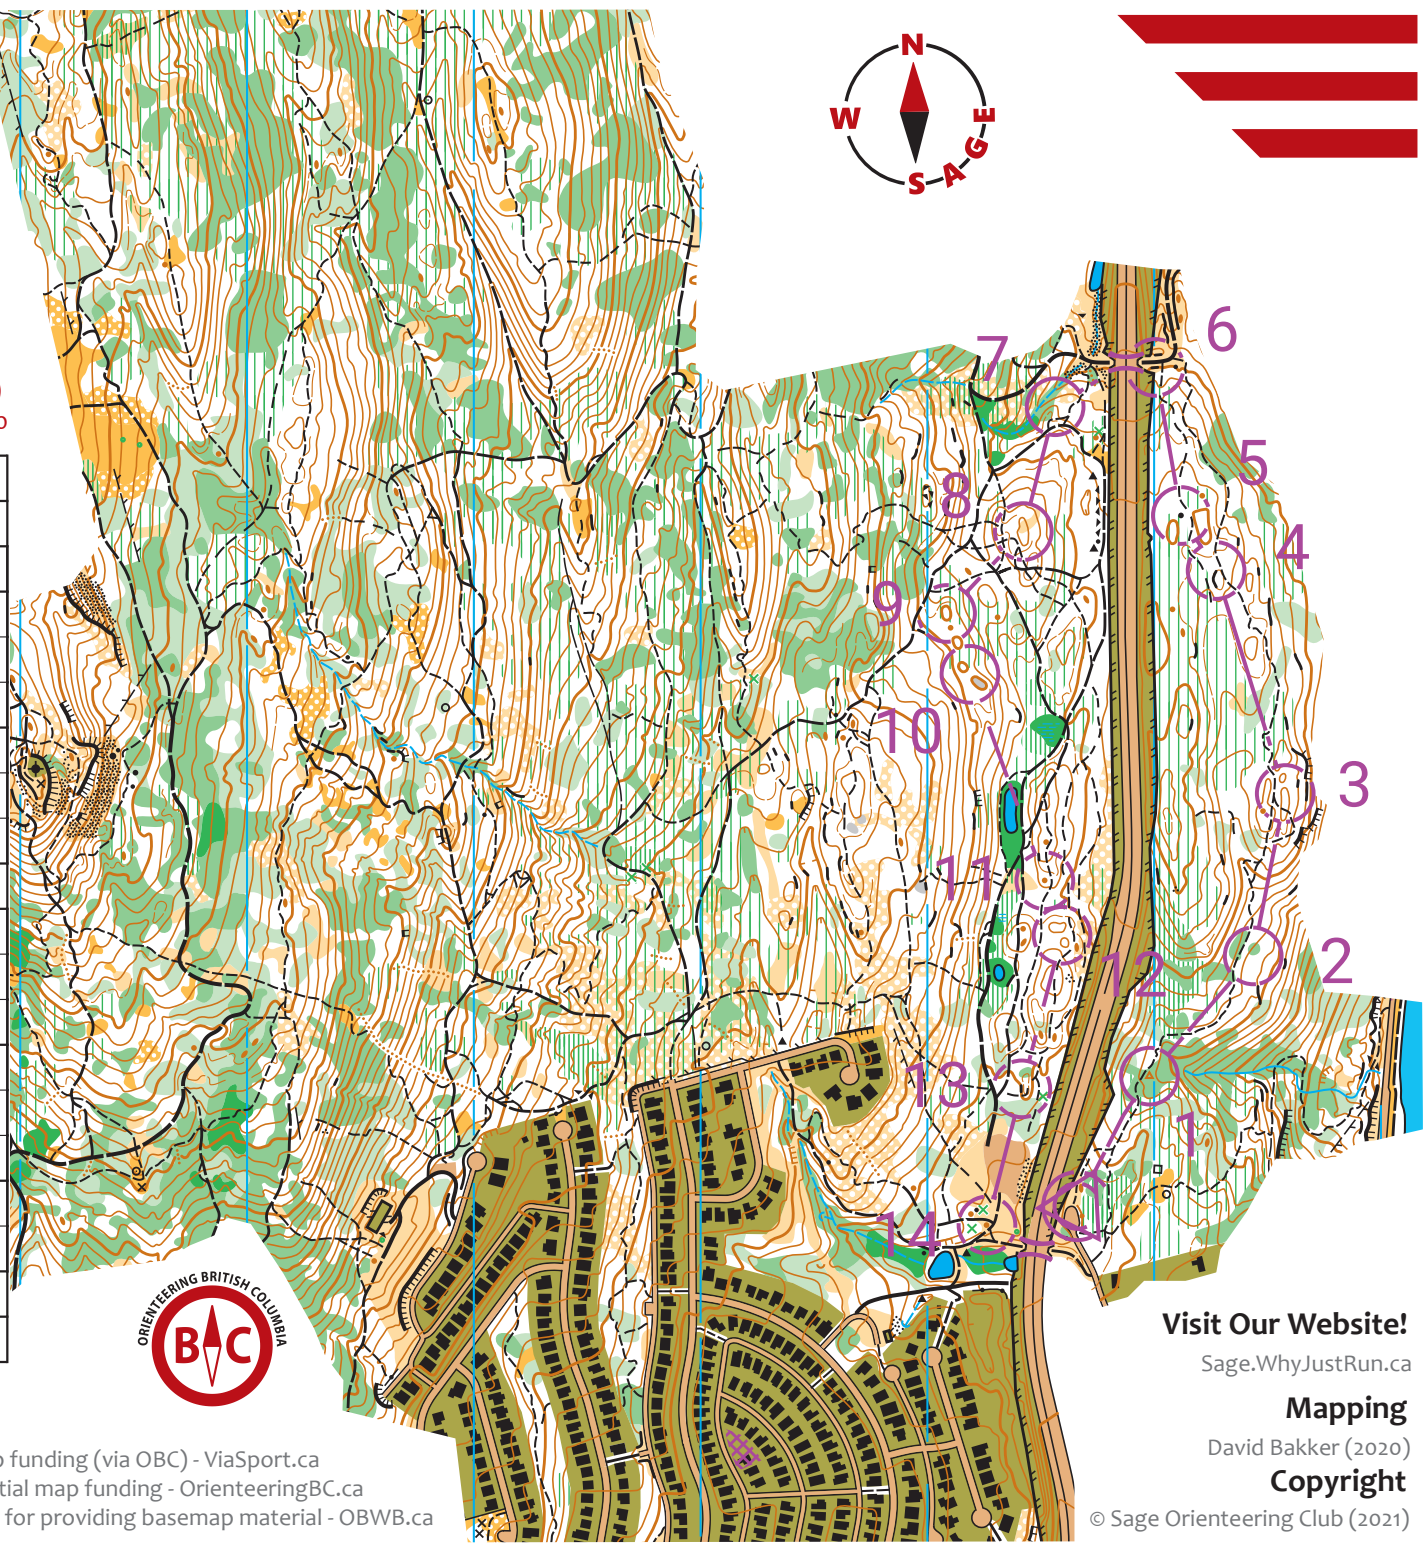 N
W
E
S A G E
6
7
5
8
4
9
10
3
11
2
12
13
1
14
ORIENTEERING BRITISH COLUMBIA
BC
Visit Our Website!
Sage.WhyJustRun.ca
Mapping
David Bakker (2020)
Copyright
© Sage Orienteering Club (2021)
funding (via OBC) - ViaSport.ca
tial map funding - OrienteeringBC.ca
for providing basemap material - OBWB.ca